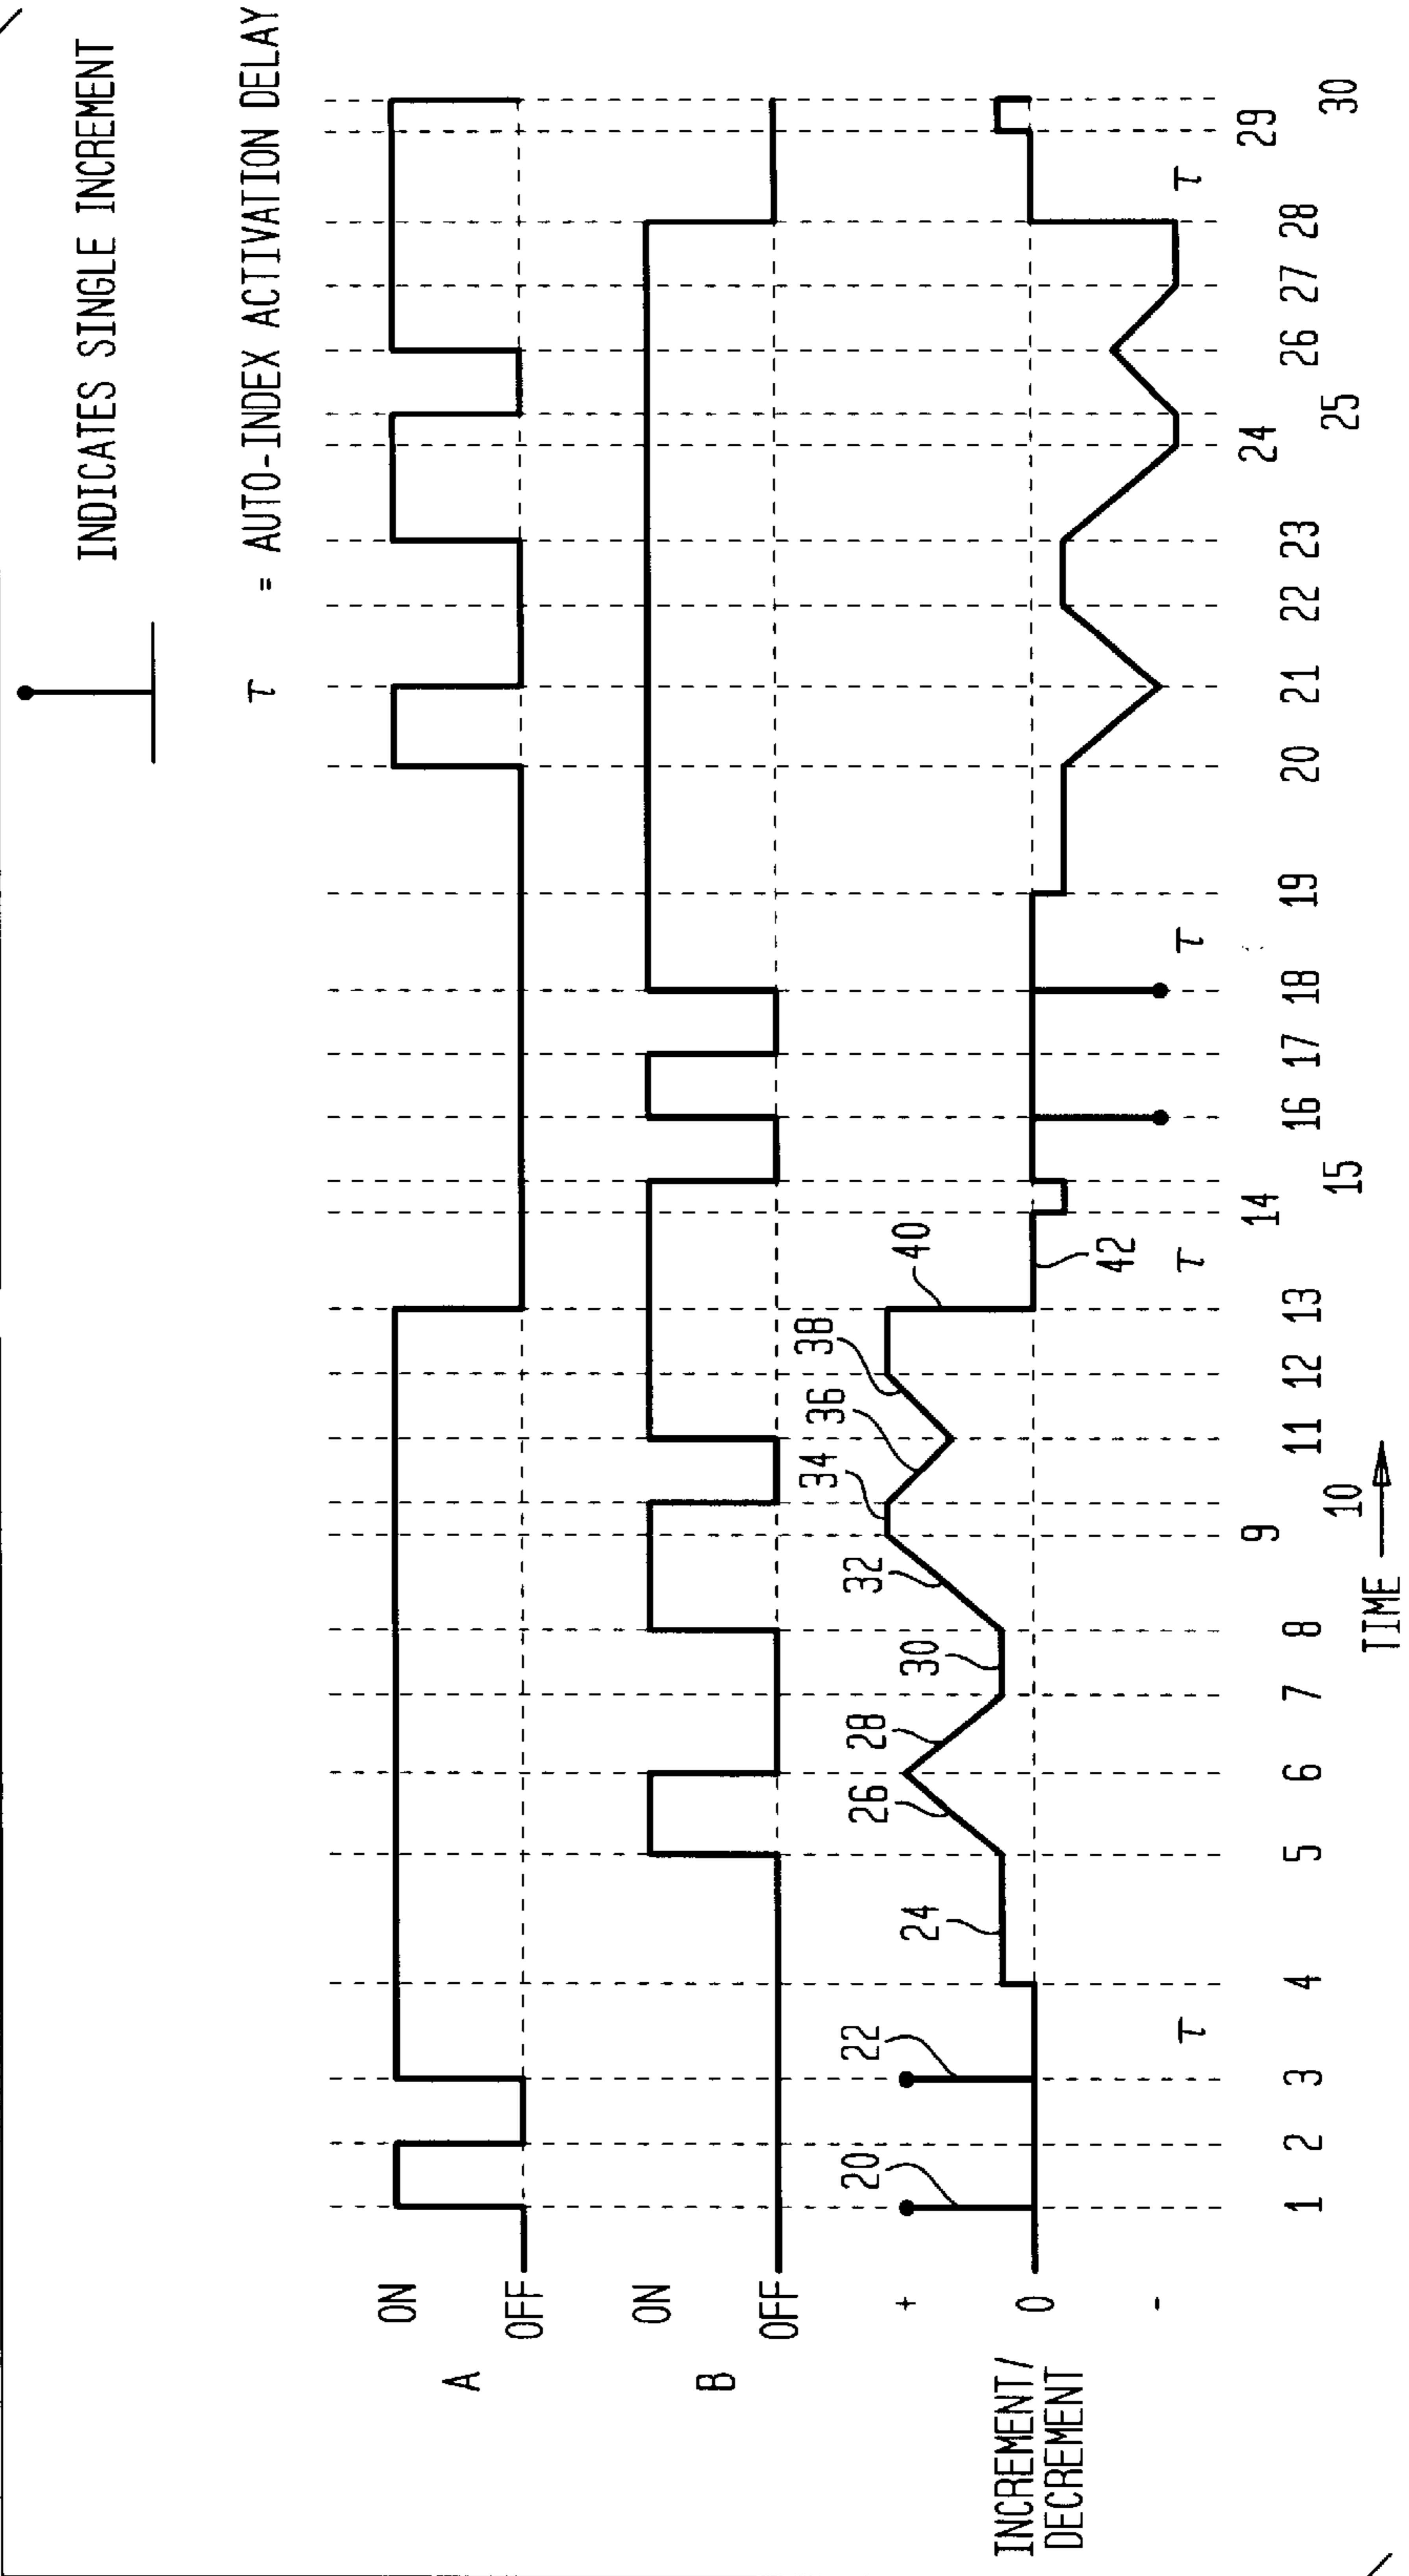 INDICATES SINGLE INCREMENT
τ = AUTO-INDEX ACTIVATION DELAY
A
ON
OFF
B
ON
OFF
INCREMENT/
DECREMENT
+
0
-
20
22
24
26
28
30
32
34
36
38
40
42
τ
τ
τ
τ
1 2 3 4 5 6 7 8 9 10 11 12 13 14 15 16 17 18 19 20 21 22 23 24 25 26 27 28 29 30
TIME